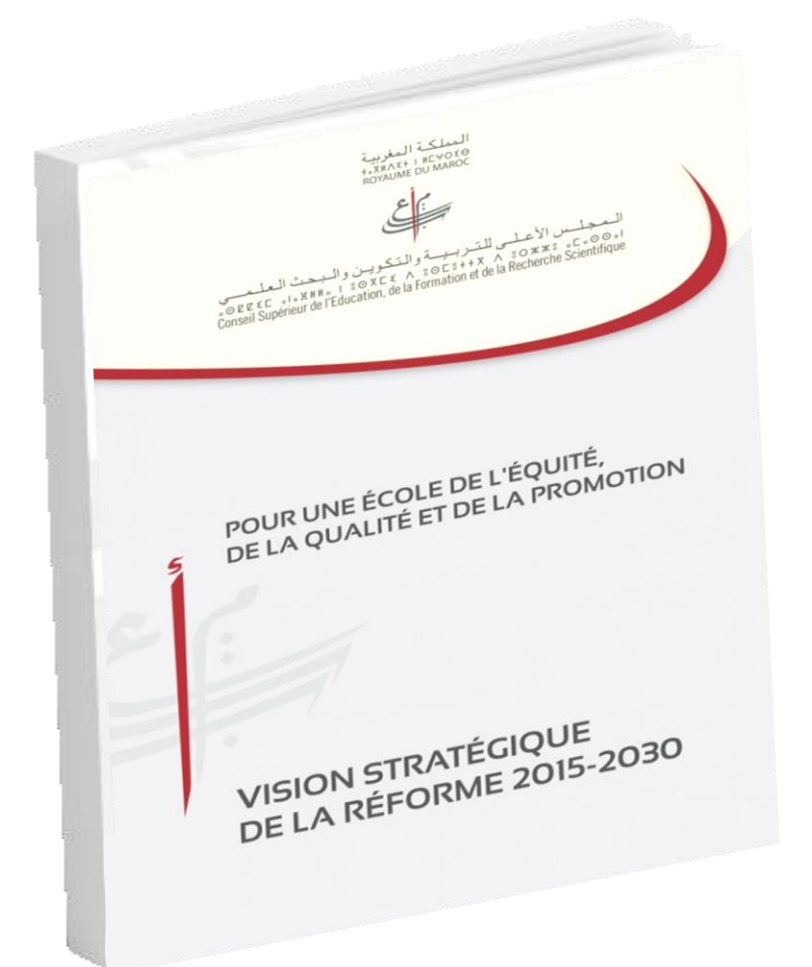 المملكة المغربية
ⵜⴰⴳⵍⴷⵉⵜ ⵏ ⵍⵎⵖⵔⵉⴱ
ROYAUME DU MAROC
المجلس الأعلى للتربية والتكوين والبحث العلمي
Conseil Supérieur de l'Education, de la Formation et de la Recherche Scientifique
POUR UNE ÉCOLE DE L'ÉQUITÉ,
DE LA QUALITÉ ET DE LA PROMOTION
أ
VISION STRATÉGIQUE
DE LA RÉFORME 2015-2030